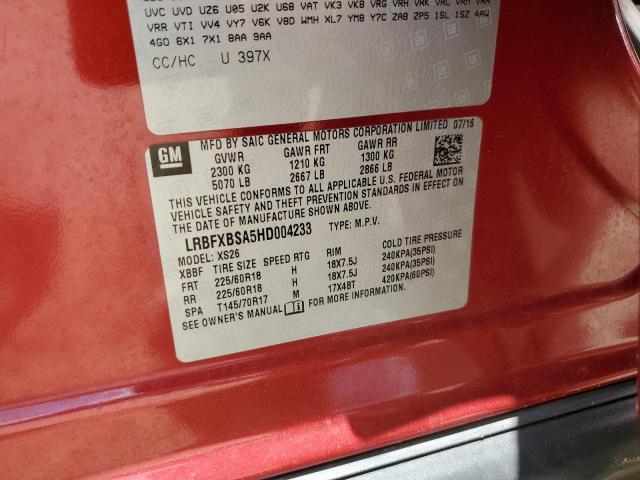 UVC UVD UZ6 U05 U2K U68 VAT VK3 VK8 VRG VRH VRK VRL VRM VRN
VRR VTI VV4 VY7 V6K V8D WMH XL7 YM8 Y7C ZAB ZP5 1SL 1SZ 4AW
4G0 6X1 7X1 8AA 9AA
CC/HC U 397X
GM
MFD BY SAIC GENERAL MOTORS CORPORATION LIMITED 07/16
GVWR GAWR FRT GAWR RR
2300 KG 1210 KG 1300 KG
5070 LB 2667 LB 2866 LB
THIS VEHICLE CONFORMS TO ALL APPLICABLE U.S. FEDERAL MOTOR
VEHICLE SAFETY AND THEFT PREVENTION STANDARDS IN EFFECT ON
THE DATE OF MANUFACTURE SHOWN ABOVE.
LRBFXBSA5HD004233 TYPE: M.P.V.
MODEL: XS26
XBBF TIRE SIZE SPEED RTG RIM COLD TIRE PRESSURE
FRT 225/60R18 H 18X7.5J 240KPA(35PSI)
RR 225/60R18 H 18X7.5J 240KPA(35PSI)
SPA T145/70R17 M 17X4BT 420KPA(60PSI)
SEE OWNER'S MANUAL FOR MORE INFORMATION.